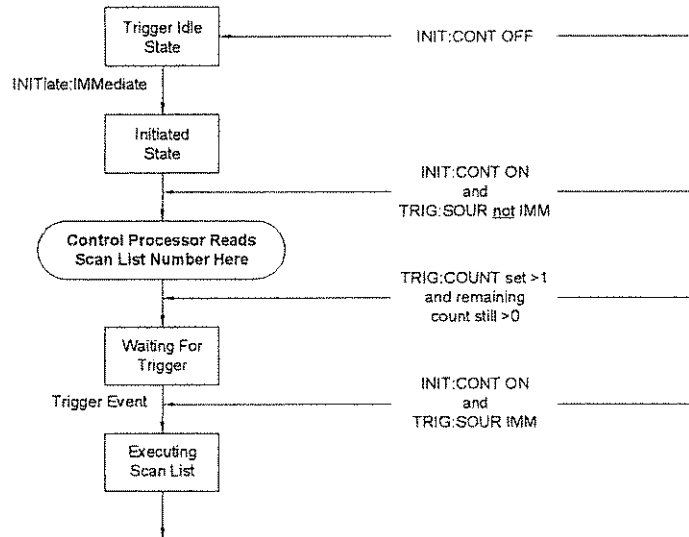 Trigger Idle
State
INIT:CONT OFF
INITiate:IMMediate
Initiated
State
INIT:CONT ON
and
TRIG:SOUR not IMM
Control Processor Reads
Scan List Number Here
TRIG:COUNT set >1
and remaining
count still >0
Waiting For
Trigger
Trigger Event
INIT:CONT ON
and
TRIG:SOUR IMM
Executing
Scan List